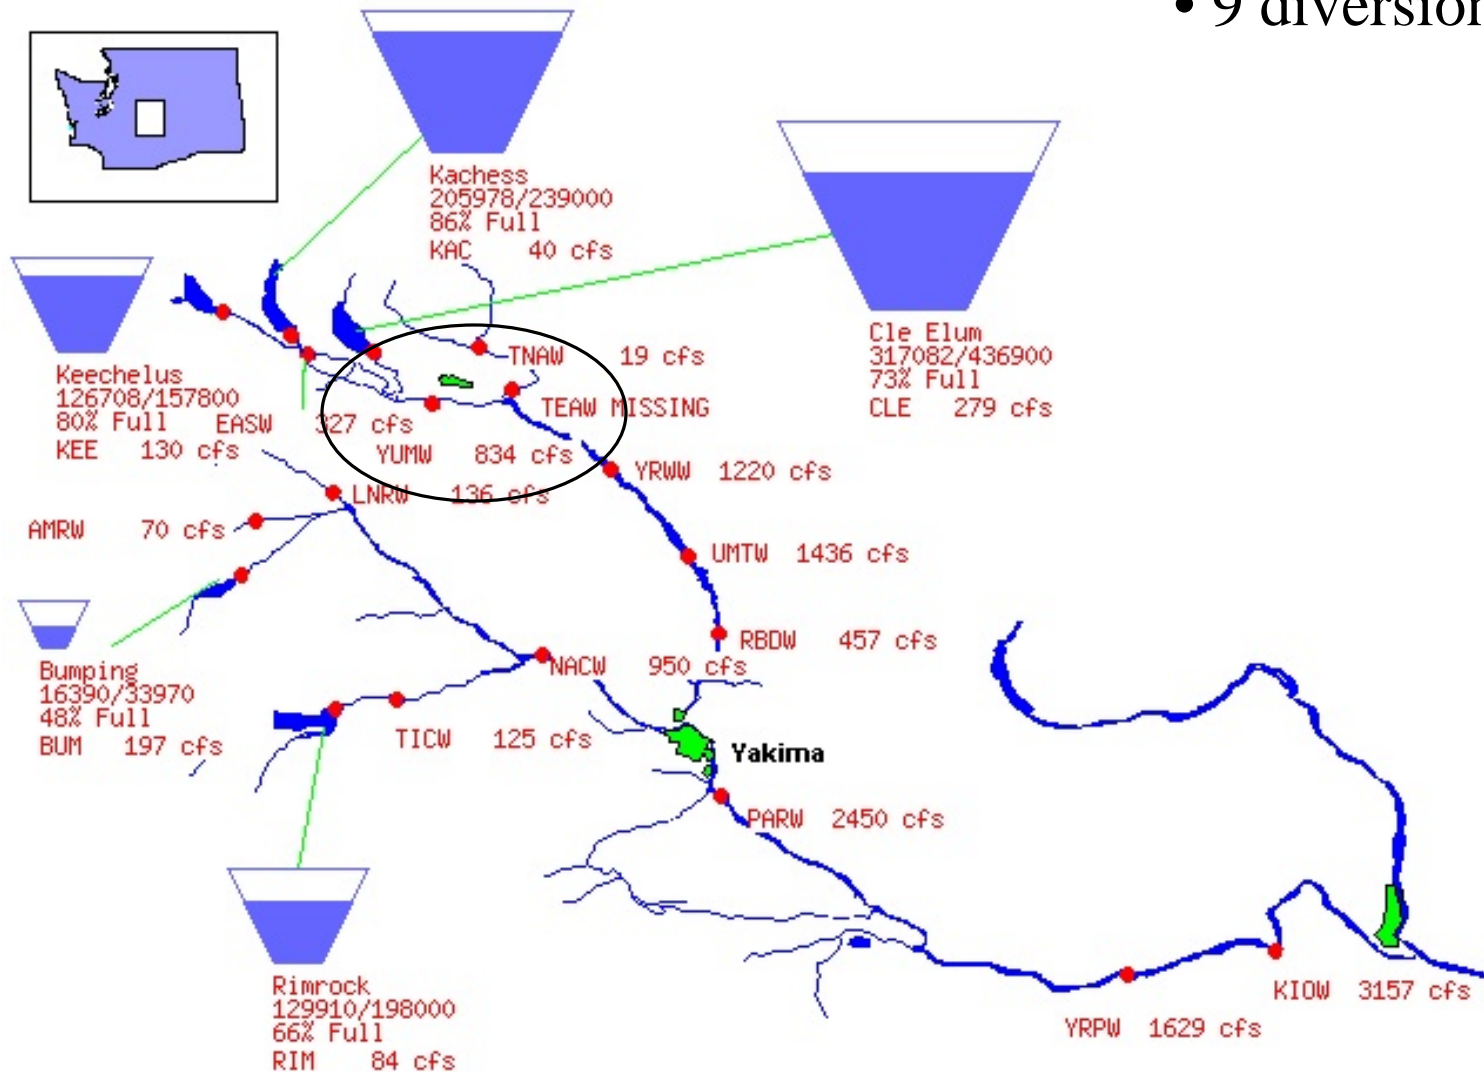 • 9 diversion
Kachess
205978/239000
86% Full
KAC 40 cfs
Cle Elum
317082/436900
73% Full
CLE 279 cfs
Keechelus
126708/157800
80% Full
KEE 130 cfs
TNAW 19 cfs
TEAW MISSING
EASW 327 cfs
YUMW 834 cfs
YRWW 1220 cfs
LNRW 136 cfs
AMRW 70 cfs
UMTW 1436 cfs
RBDW 457 cfs
Bumping
16390/33970
48% Full
BUM 197 cfs
NACW 950 cfs
TICW 125 cfs
Yakima
PARW 2450 cfs
Rimrock
129910/198000
66% Full
RIM 84 cfs
KIOW 3157 cfs
YRPW 1629 cfs